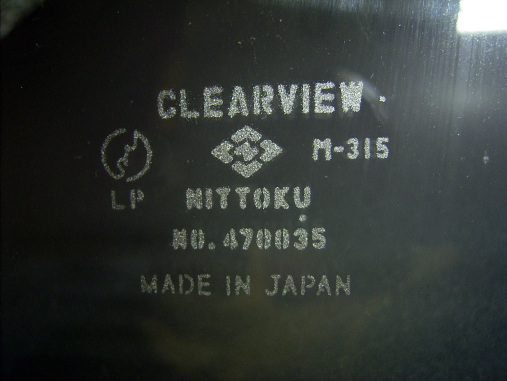 CLEARVIEW
M-315
LP NITTOKU
NO. 470035
MADE IN JAPAN